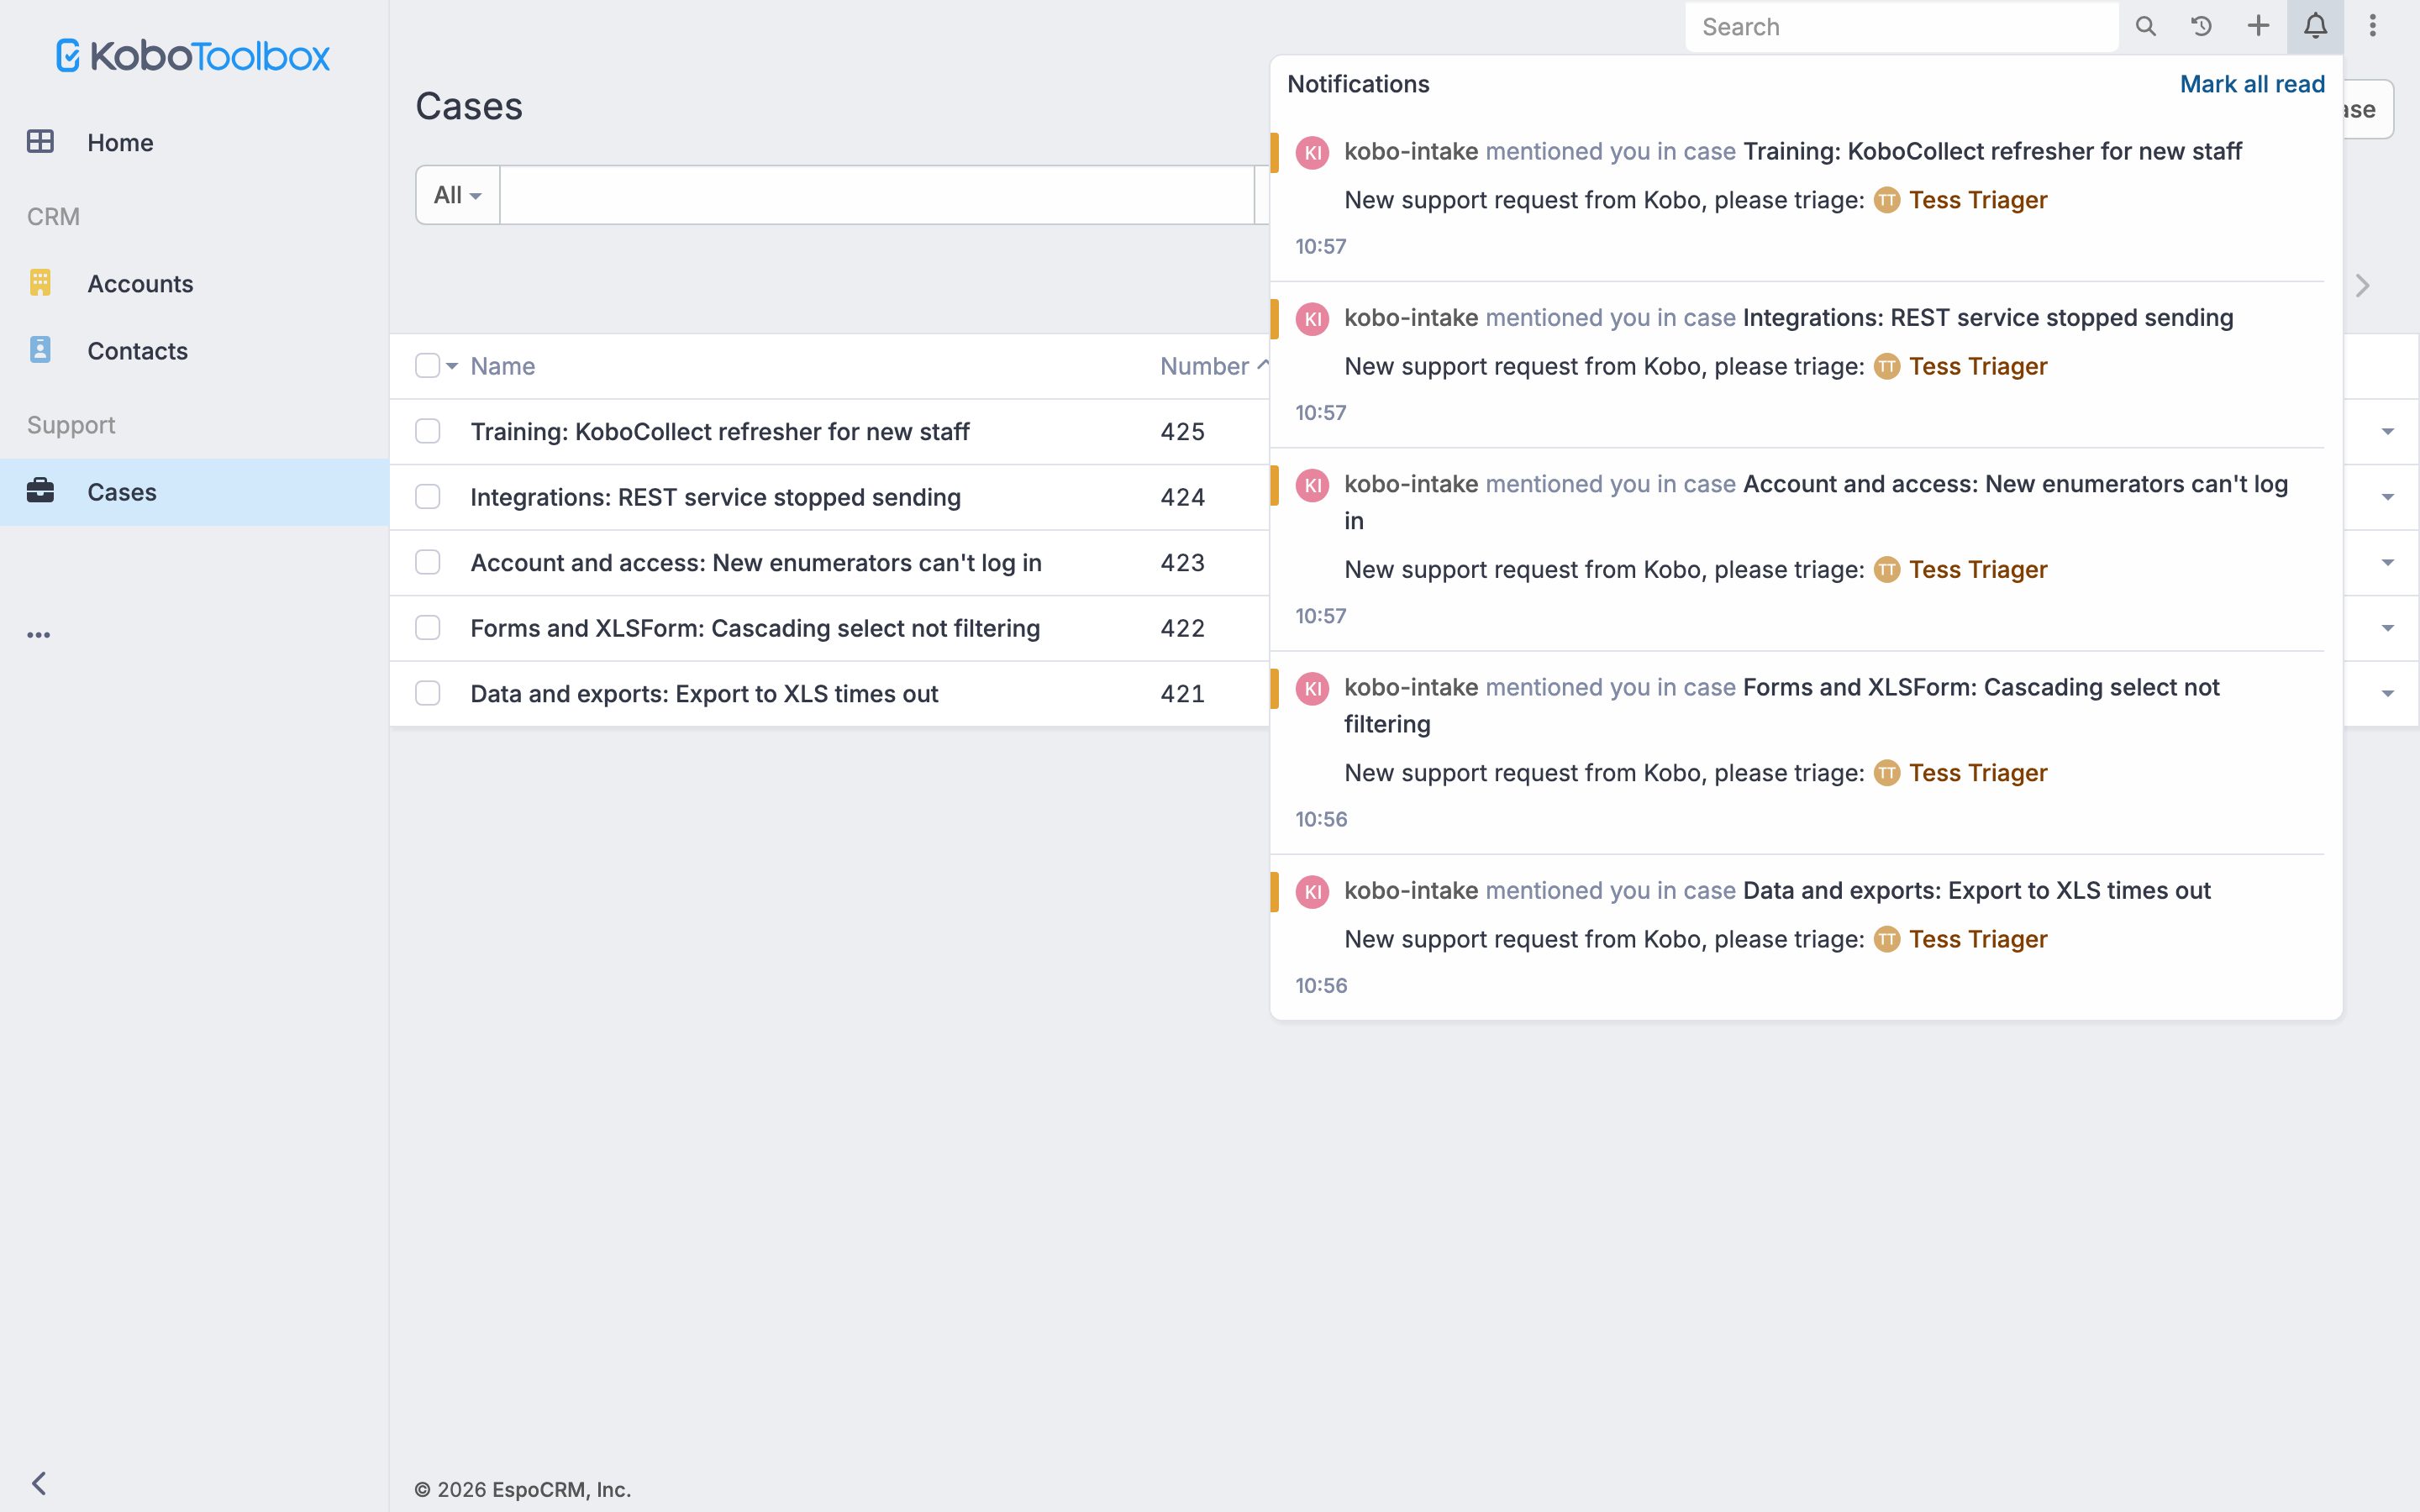 KoboToolbox
Search
Home
CRM
Accounts
Contacts
Support
Cases
Cases
All
Name
Number
Training: KoboCollect refresher for new staff
425
Integrations: REST service stopped sending
424
Account and access: New enumerators can't log in
423
Forms and XLSForm: Cascading select not filtering
422
Data and exports: Export to XLS times out
421
Notifications
Mark all read
KI kobo-intake mentioned you in case Training: KoboCollect refresher for new staff
New support request from Kobo, please triage: TT Tess Triager
10:57
KI kobo-intake mentioned you in case Integrations: REST service stopped sending
New support request from Kobo, please triage: TT Tess Triager
10:57
KI kobo-intake mentioned you in case Account and access: New enumerators can't log
in
New support request from Kobo, please triage: TT Tess Triager
10:57
KI kobo-intake mentioned you in case Forms and XLSForm: Cascading select not
filtering
New support request from Kobo, please triage: TT Tess Triager
10:56
KI kobo-intake mentioned you in case Data and exports: Export to XLS times out
New support request from Kobo, please triage: TT Tess Triager
10:56
© 2026 EspoCRM, Inc.